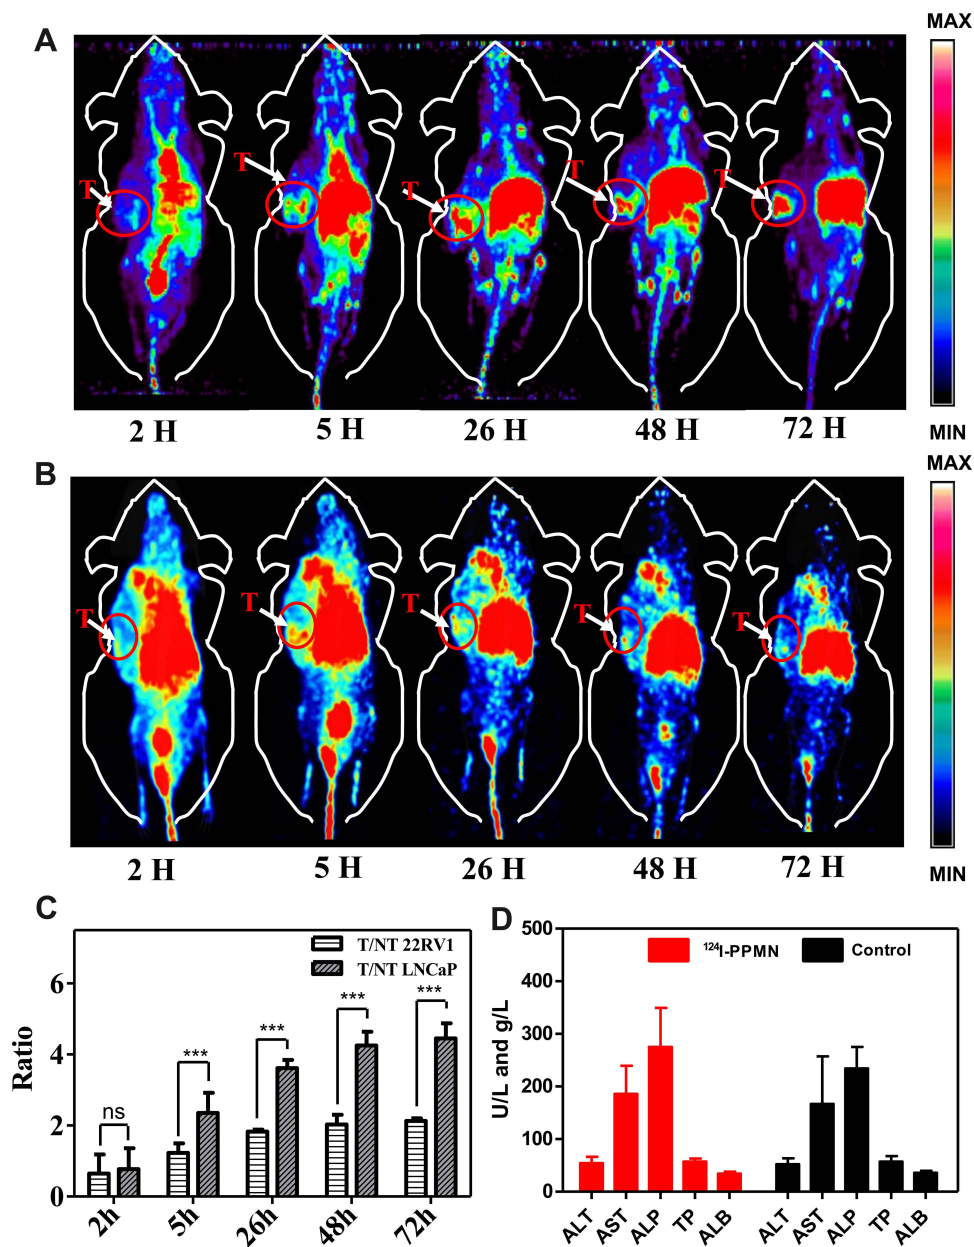 A
MAX
T
T
T
T
T
2 H
5 H
26 H
48 H
72 H
MIN
B
MAX
T
T
T
T
T
2 H
5 H
26 H
48 H
72 H
MIN
C
T/NT 22RV1
T/NT LNCaP
Ratio
6
4
2
0
ns
***
***
***
***
2h
5h
26h
48h
72h
D
124I-PPMN
Control
U/L and g/L
500
400
300
200
100
0
ALT
AST
ALP
TP
ALB
ALT
AST
ALP
TP
ALB